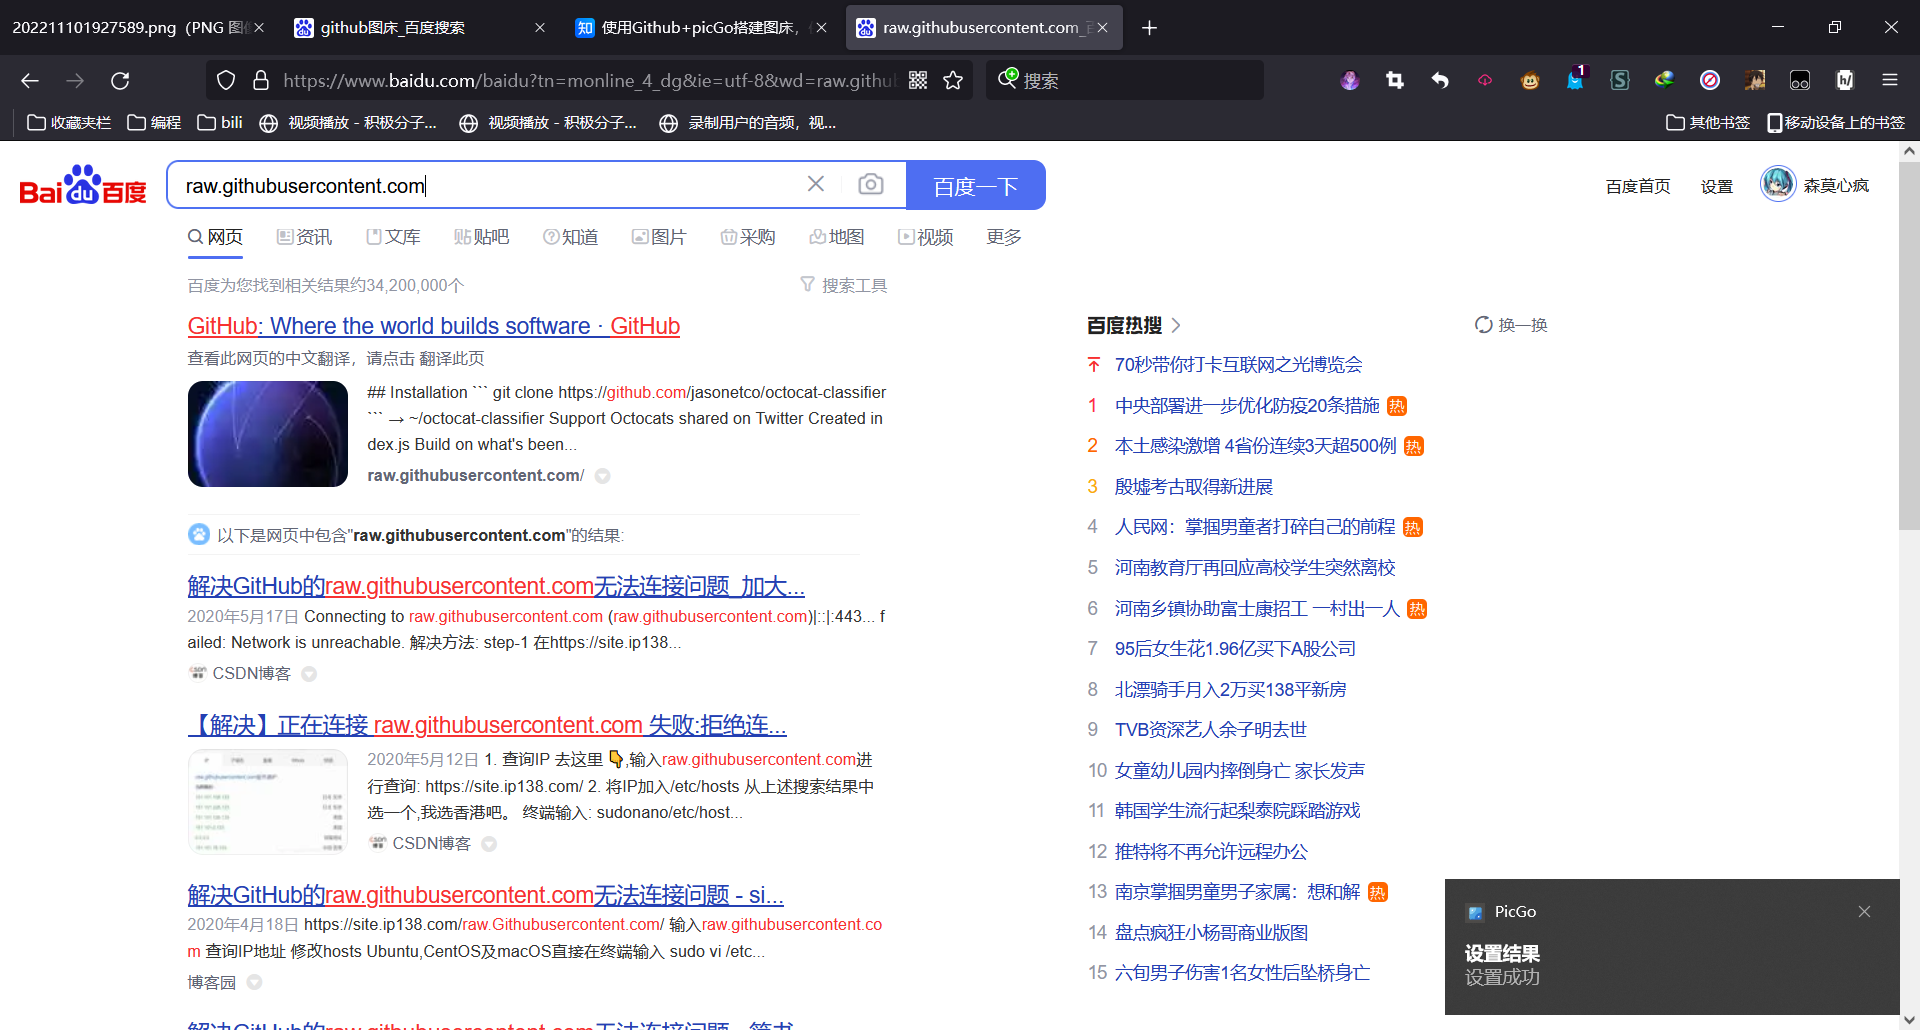 202211101927589.png（PNG 图
github图床_百度搜索
使用Github+picGo搭建图床，
raw.githubusercontent.com_百
https://www.baidu.com/baidu?tn=monline_4_dg&ie=utf-8&wd=raw.githu
搜索
1
收藏夹栏
编程
bili
视频播放 - 积极分子...
视频播放 - 积极分子...
录制用户的音频，视...
其他书签
移动设备上的书签
Bai du 百度
raw.githubusercontent.com
百度一下
百度首页
设置
森莫心疯
网页
资讯
文库
贴吧
知道
图片
采购
地图
视频
更多
百度为您找到相关结果约34,200,000个
搜索工具
GitHub: Where the world builds software · GitHub
查看此网页的中文翻译，请点击 翻译此页
## Installation ``` git clone https://github.com/jasonetco/octocat-classifier
``` → ~/octocat-classifier Support Octocats shared on Twitter Created in
dex.js Build on what's been...
raw.githubusercontent.com/
以下是网页中包含"raw.githubusercontent.com"的结果:
解决GitHub的raw.githubusercontent.com无法连接问题_加大...
2020年5月17日 Connecting to raw.githubusercontent.com (raw.githubusercontent.com)|::|:443... f
ailed: Network is unreachable. 解决方法: step-1 在https://site.ip138...
CSDN博客
【解决】正在连接 raw.githubusercontent.com 失败:拒绝连...
2020年5月12日 1. 查询IP 去这里 👇,输入raw.githubusercontent.com进
行查询: https://site.ip138.com/ 2. 将IP加入/etc/hosts 从上述搜索结果中
选一个,我选香港吧。 终端输入: sudonano/etc/host...
CSDN博客
解决GitHub的raw.githubusercontent.com无法连接问题 - si...
2020年4月18日 https://site.ip138.com/raw.Githubusercontent.com/ 输入raw.githubusercontent.co
m 查询IP地址 修改hosts Ubuntu,CentOS及macOS直接在终端输入 sudo vi /etc...
博客园
解决GitHub的raw.githubusercontent.com无法连接问题 - 简书
百度热搜
换一换
70秒带你打卡互联网之光博览会
1 中央部署进一步优化防疫20条措施 热
2 本土感染激增 4省份连续3天超500例 热
3 殷墟考古取得新进展
4 人民网：掌掴男童者打碎自己的前程 热
5 河南教育厅再回应高校学生突然离校
6 河南乡镇协助富士康招工 一村出一人 热
7 95后女生花1.96亿买下A股公司
8 北漂骑手月入2万买138平新房
9 TVB资深艺人余子明去世
10 女童幼儿园内摔倒身亡 家长发声
11 韩国学生流行起梨泰院踩踏游戏
12 推特将不再允许远程办公
13 南京掌掴男童男子家属：想和解 热
14 盘点疯狂小杨哥商业版图
15 六旬男子伤害1名女性后坠桥身亡
PicGo
设置结果
设置成功